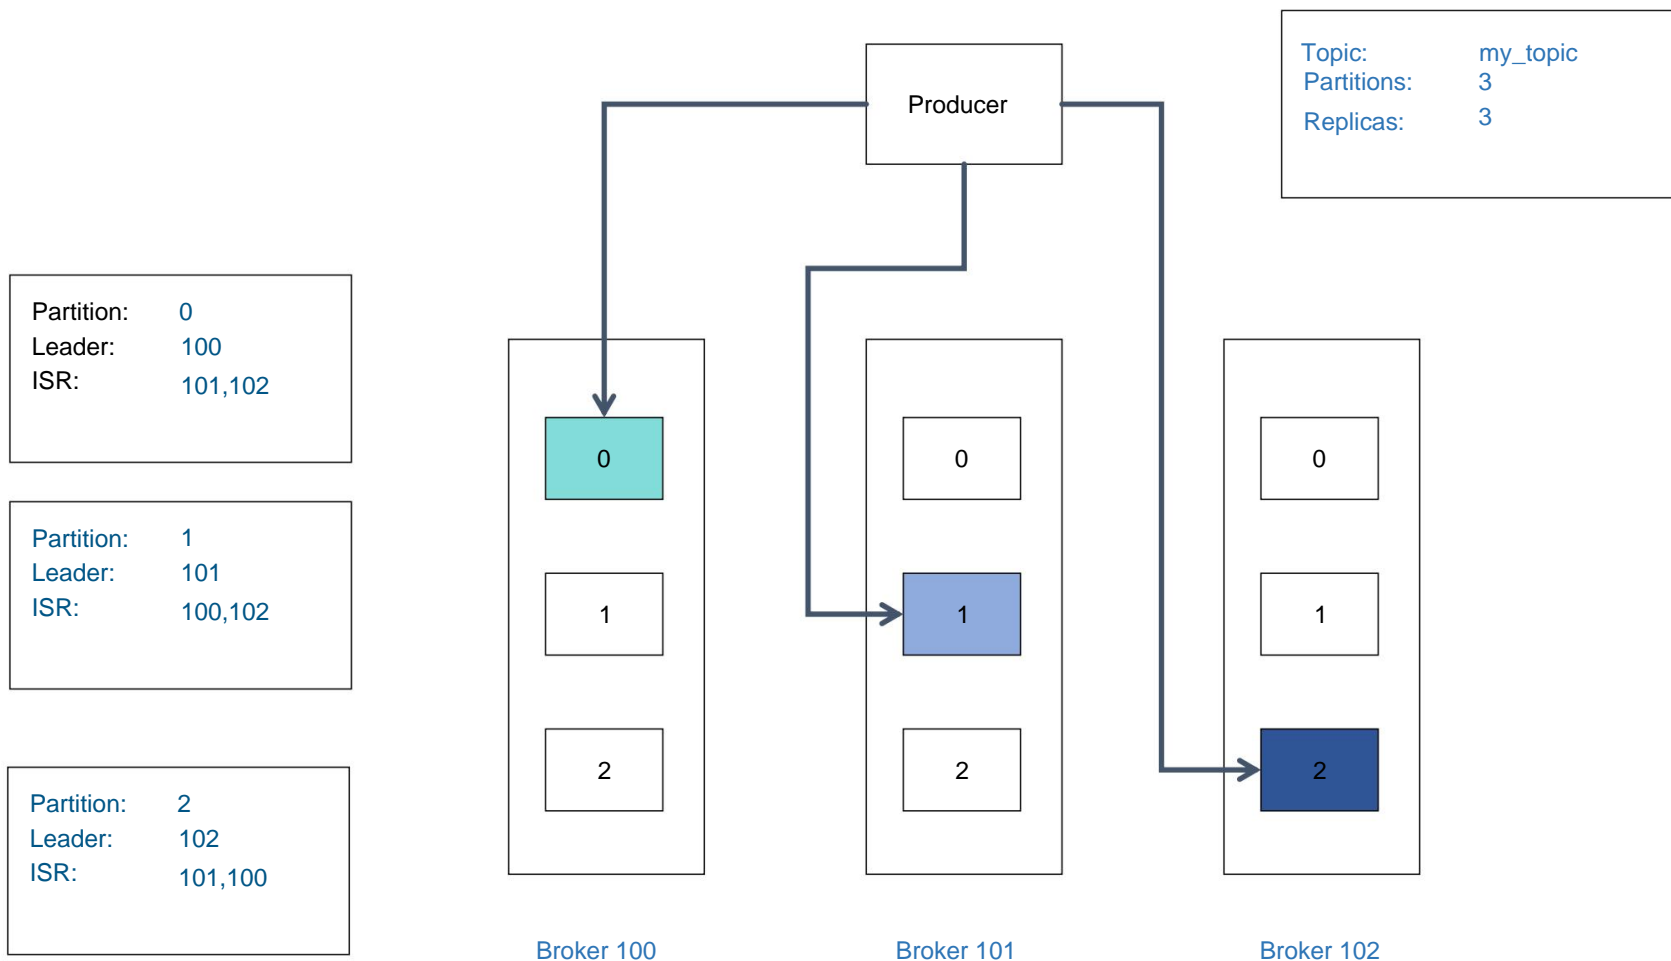 Producer
Topic: my_topic
Partitions: 3
Replicas: 3
Partition: 0
Leader: 100
ISR: 101,102
Partition: 1
Leader: 101
ISR: 100,102
Partition: 2
Leader: 102
ISR: 101,100
0
1
2
Broker 100
0
1
2
Broker 101
0
1
2
Broker 102